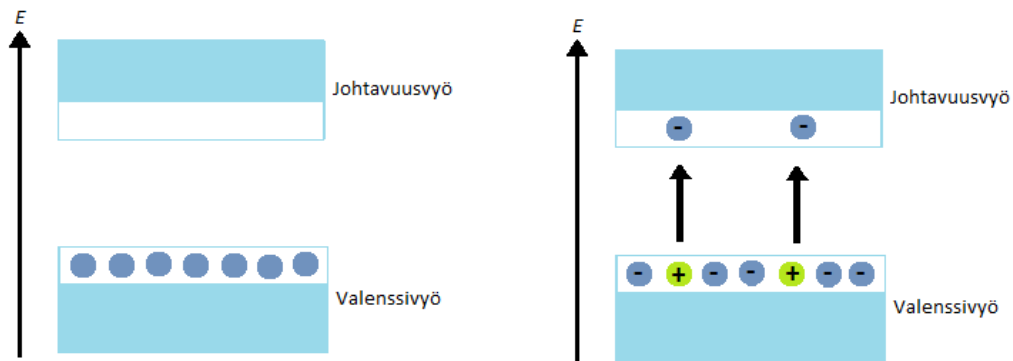 E
Johtavuusvyö
Valenssivyö
E
Johtavuusvyö
- -
- + - - + - -
Valenssivyö